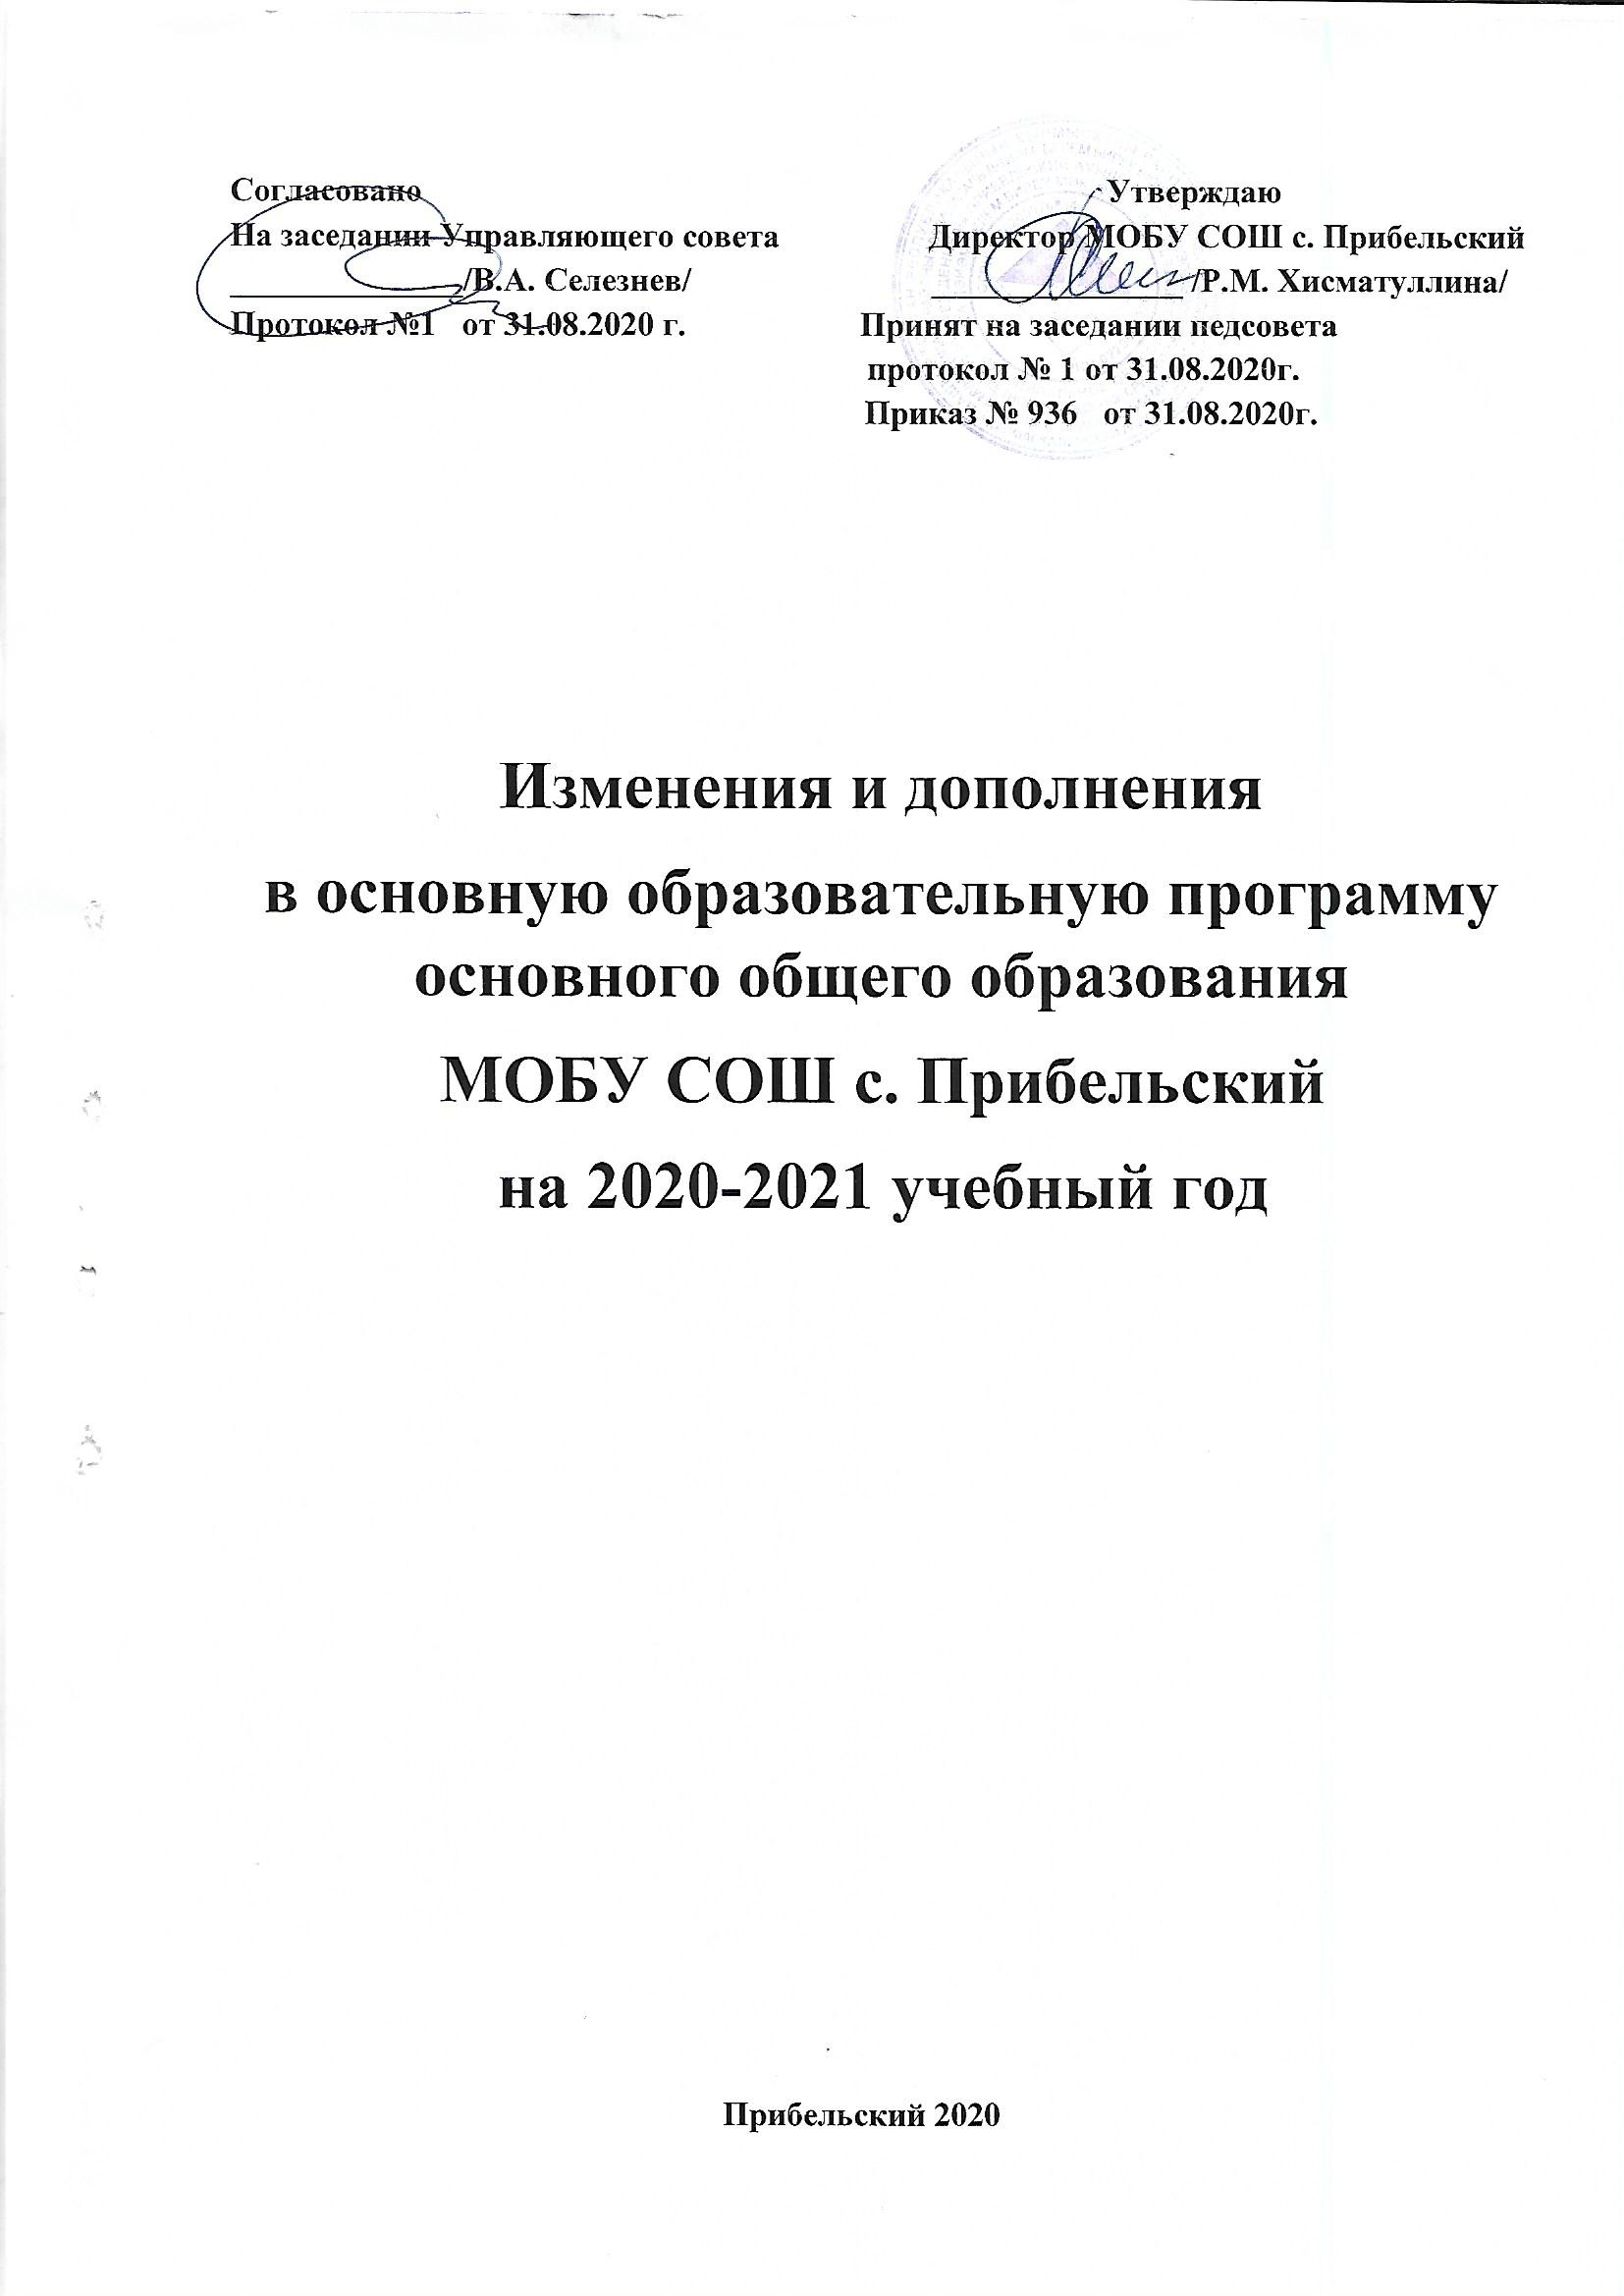 Согласовано
На заседании Управляющего совета
______________/В.А. Селезнев/
Протокол №1 от 31.08.2020 г.
Утверждаю
Директор МОБУ СОШ с. Прибельский
_______________/Р.М. Хисматуллина/
Принят на заседании педсовета
протокол № 1 от 31.08.2020г.
Приказ № 936 от 31.08.2020г.
Изменения и дополнения
в основную образовательную программу
основного общего образования
МОБУ СОШ с. Прибельский
на 2020-2021 учебный год
Прибельский 2020